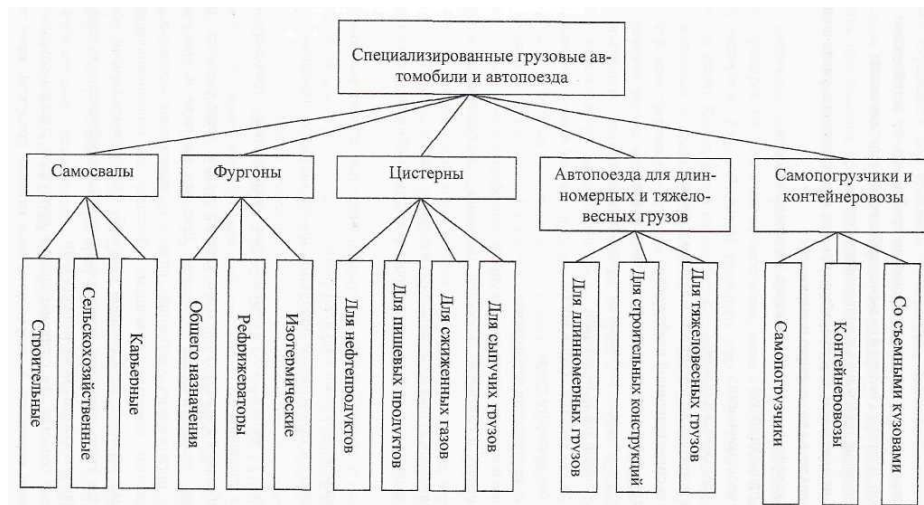 Специализированные грузовые ав-
томобили и автопоезда
Самосвалы
Фургоны
Цистерны
Автопоезда для длин-
номерных и тяжело-
весных грузов
Самопогрузчики и
контейнеровозы
Строительные
Сельскохозяйственные
Карьерные
Общего назначения
Рефрижераторы
Изотермические
Для нефтепродуктов
Для пищевых продуктов
Для сжиженных газов
Для сыпучих грузов
Для длинномерных грузов
Для строительных конструкций
Для тяжеловесных грузов
Самопогрузчики
Контейнеровозы
Со съемными кузовами